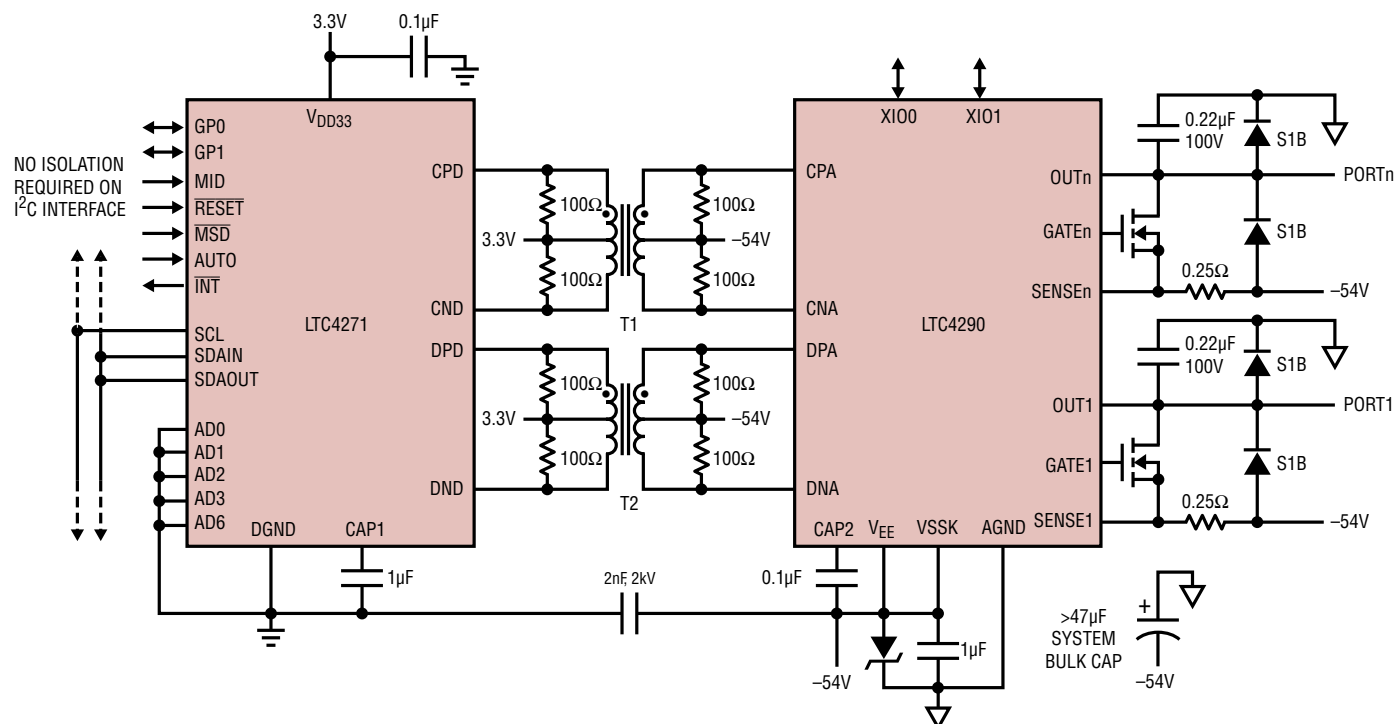 3.3V
0.1µF
VDD33
GP0
GP1
MID
RESET
MSD
AUTO
INT
SCL
SDAIN
SDAOUT
AD0
AD1
AD2
AD3
AD6
NO ISOLATION
REQUIRED ON
I2C INTERFACE
LTC4271
CPD
CND
DPD
DND
DGND
CAP1
1µF
100Ω
100Ω
3.3V
100Ω
100Ω
–54V
T1
100Ω
100Ω
3.3V
100Ω
100Ω
–54V
T2
2nF, 2kV
XIO0
XIO1
CPA
CNA
DPA
DNA
LTC4290
OUTn
GATEn
SENSEn
OUT1
GATE1
SENSE1
CAP2
VEE
VSSK
AGND
0.1µF
–54V
1µF
0.22µF
100V
S1B
PORTn
S1B
0.25Ω
–54V
0.22µF
100V
S1B
PORT1
S1B
0.25Ω
–54V
+
>47µF
SYSTEM
BULK CAP
–54V